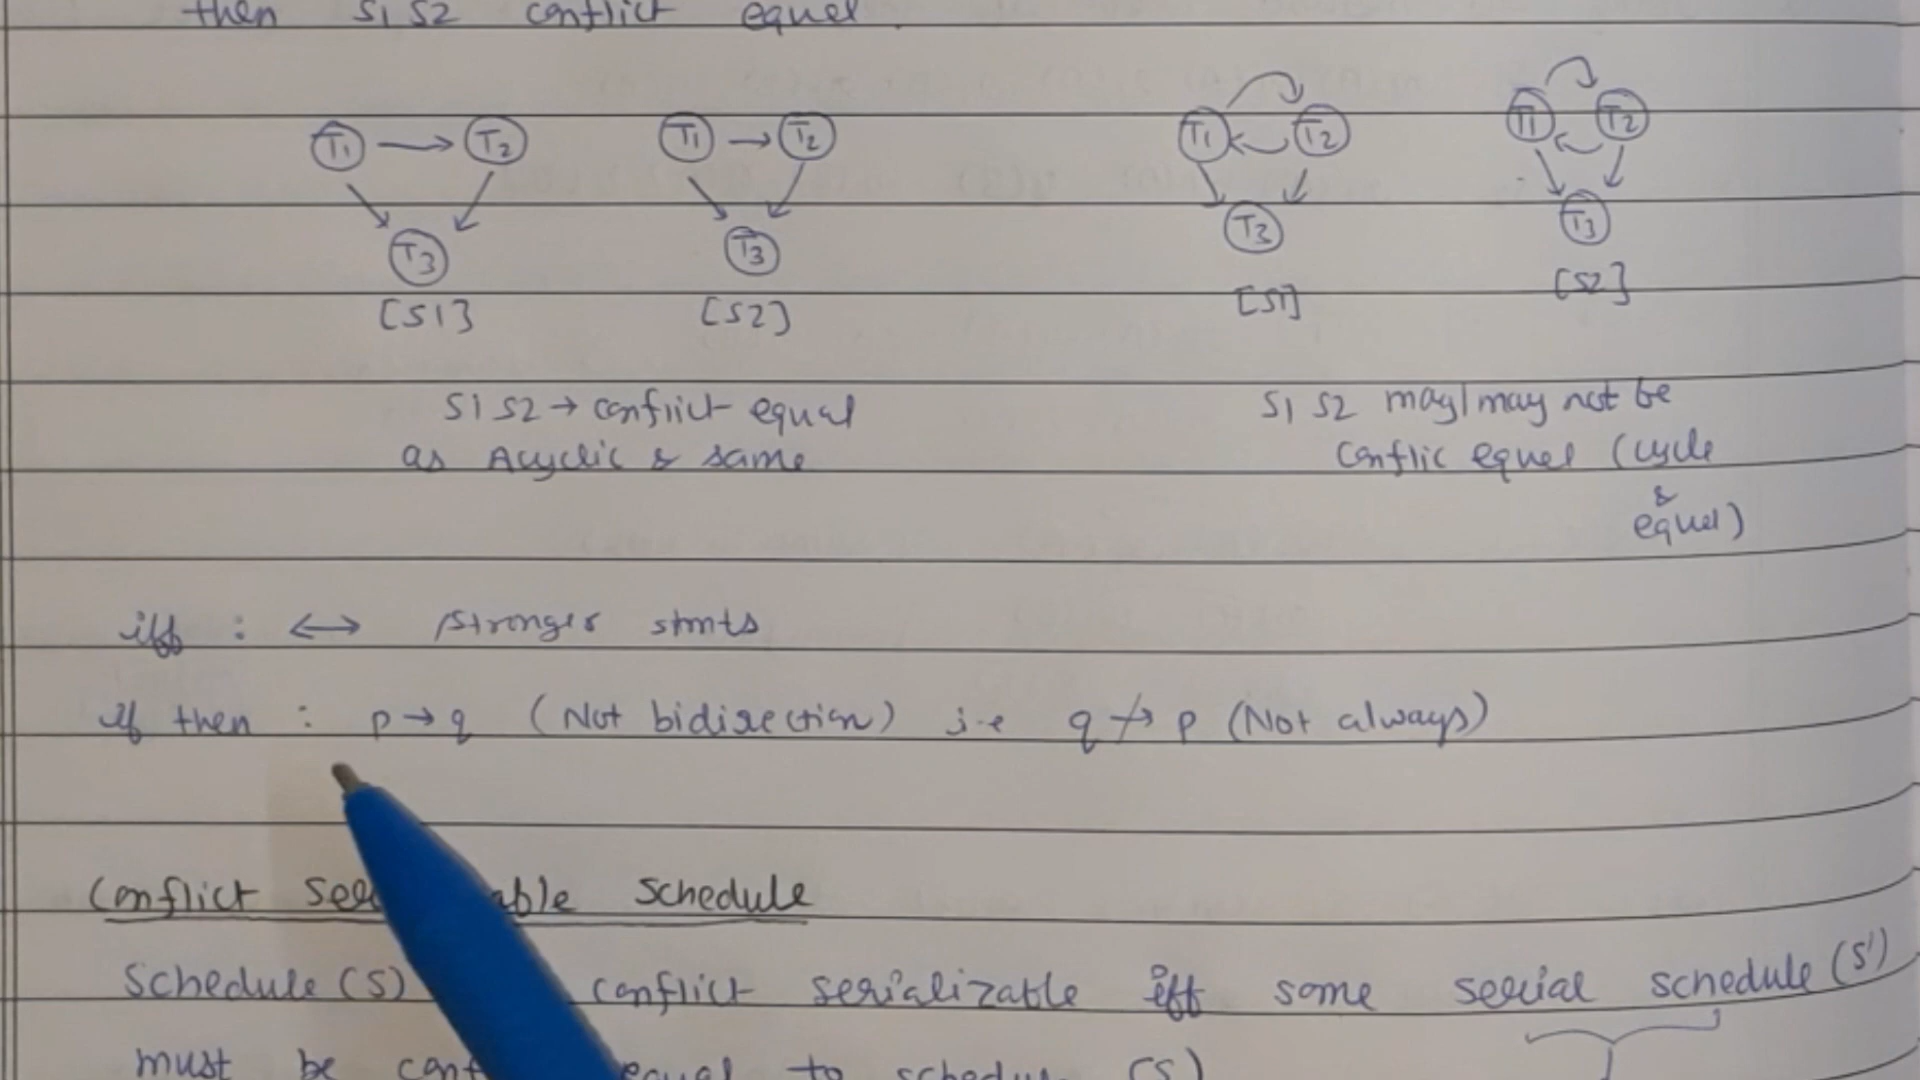 then S1 S2 conflict equal.
T1 → T2 T1 → T2 T1 T2 T1 T2
T3 T3 T3 T3
[S1] [S2] [S1] [S2]
S1 S2 → conflict equal
as Acyclic & same
S1 S2 may/may not be
Conflic equal (cycle
&
equal)
iff : ↔ stronger stmts
if then : p → q (Not bidirection) i.e q ↛ p (Not always)
Conflict Schedule
Schedule (S) conflict serializable iff some serial schedule (S')
must be equal to (S)